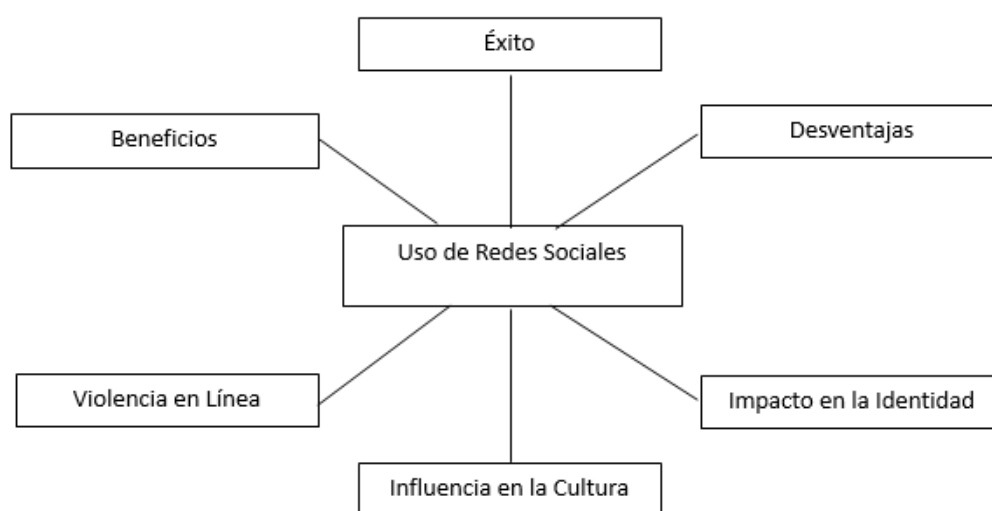 Éxito
Beneficios
Desventajas
Uso de Redes Sociales
Violencia en Línea
Impacto en la Identidad
Influencia en la Cultura